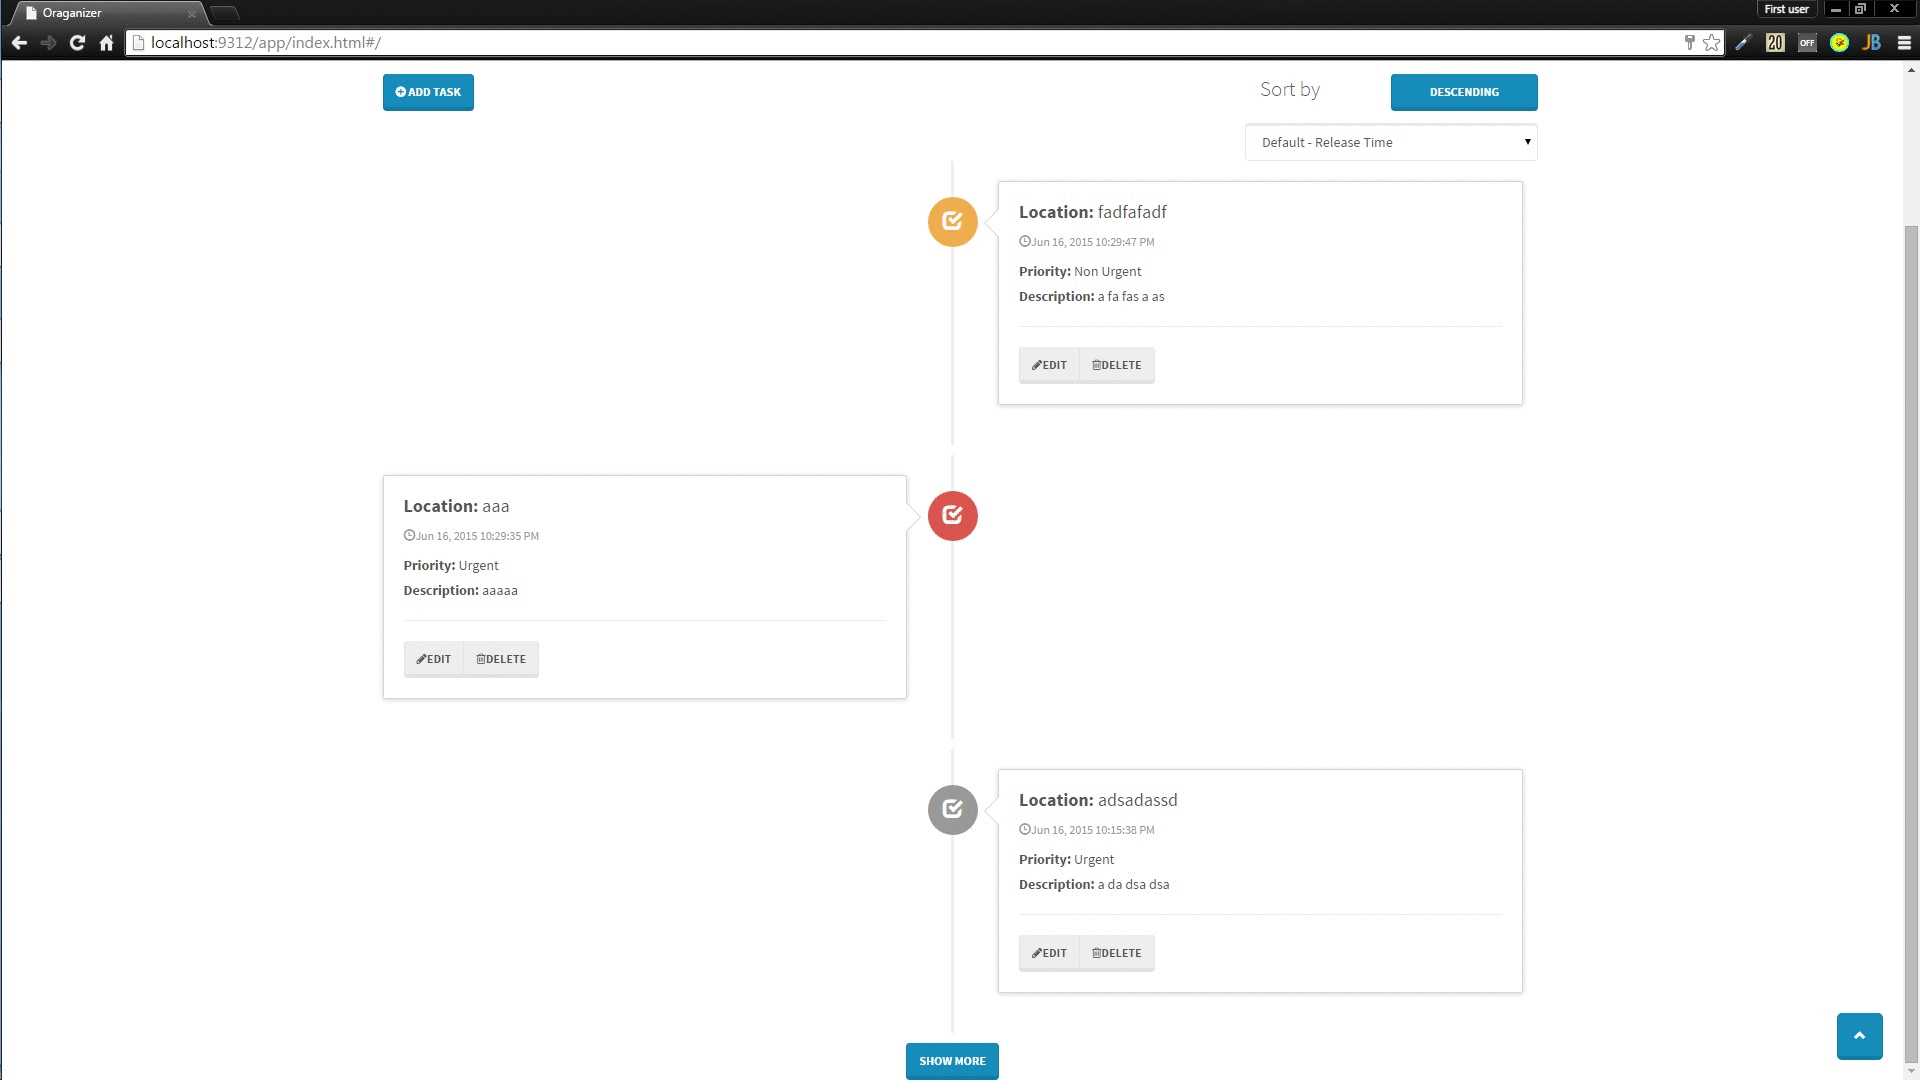 Oraganizer
First user
localhost:9312/app/index.html#/
20
OFF
JB
ADD TASK
Sort by
DESCENDING
Default - Release Time
Location: fadfafadf
Jun 16, 2015 10:29:47 PM
Priority: Non Urgent
Description: a fa fas a as
EDIT DELETE
Location: aaa
Jun 16, 2015 10:29:35 PM
Priority: Urgent
Description: aaaaa
EDIT DELETE
Location: adsadassd
Jun 16, 2015 10:15:38 PM
Priority: Urgent
Description: a da dsa dsa
EDIT DELETE
SHOW MORE